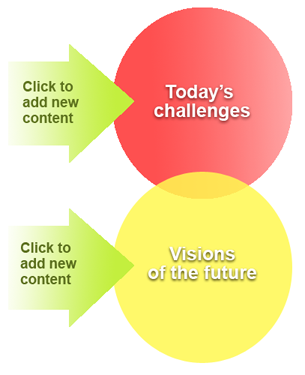 Click to
add new
content
Today's
challenges
Click to
add new
content
Visions
of the future